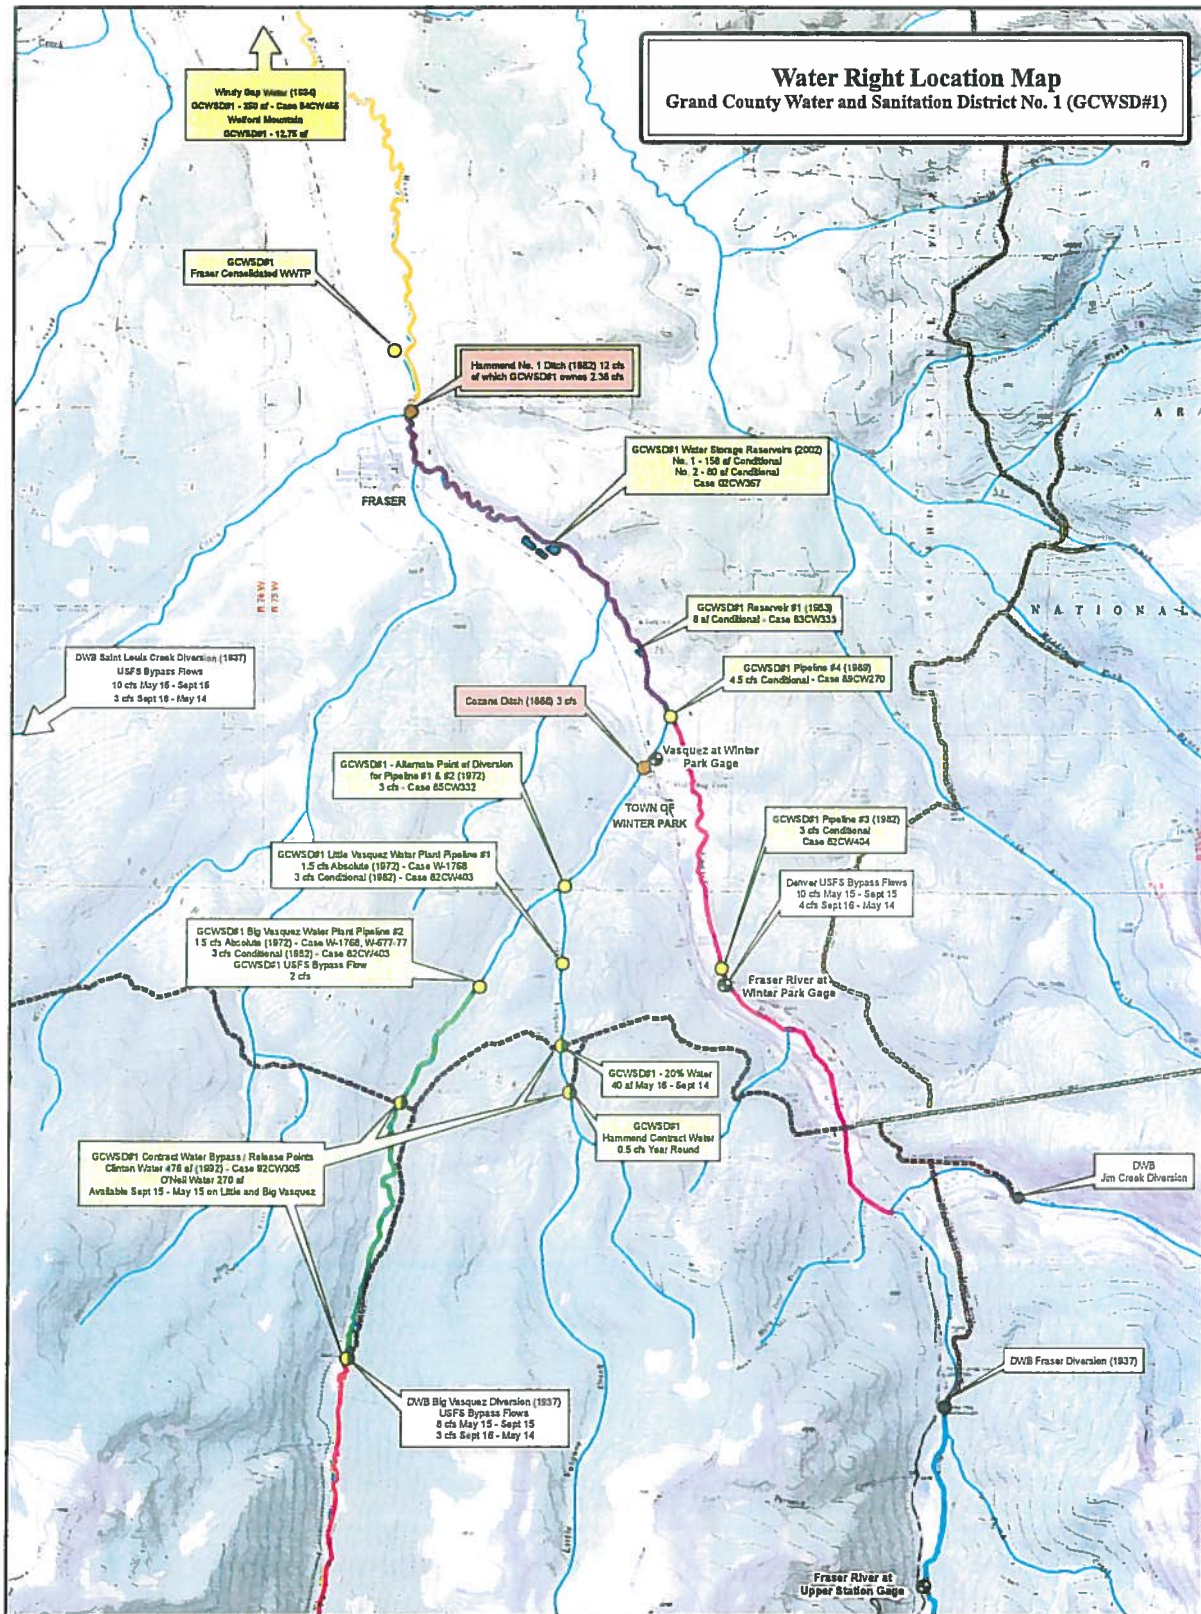 Water Right Location Map
Grand County Water and Sanitation District No. 1 (GCWSD#1)
Windy Gap Water
GCWSD#1 - Case
GCWSD#1 - 12.75 af
GCWSD#1
Fraser Consolidated WWTP
Hammond No. 1 Ditch (1882) 12 cfs
of which GCWSD#1 owns 2.38 cfs
GCWSD#1 Water Storage Reservoirs (2002)
No. 1 - 158 af Conditional
No. 2 - 80 af Conditional
Case 02CW367
FRASER
A R
R 76 W
R 75 W
NATIONAL
GCWSD#1 Reservoir #1 (1983)
8 af Conditional - Case 83CW333
DWB Saint Louis Creek Diversion (1937)
USFS Bypass Flows
10 cfs May 15 - Sept 15
3 cfs Sept 16 - May 14
GCWSD#1 Pipeline #4 (1989)
4.5 cfs Conditional - Case 89CW270
Cozens Ditch 3 cfs
Vasquez at Winter
Park Gage
GCWSD#1 - Alternate Point of Diversion
for Pipeline #1 & #2 (1972)
3 cfs - Case 85CW332
TOWN OF
WINTER PARK
GCWSD#1 Pipeline #3 (1982)
3 cfs Conditional
Case 82CW404
GCWSD#1 Little Vasquez Water Plant Pipeline #1
1.5 cfs Absolute (1972) - Case W-1768
3 cfs Conditional (1982) - Case 82CW403
Denver USFS Bypass Flows
10 cfs May 15 - Sept 15
4 cfs Sept 16 - May 14
GCWSD#1 Big Vasquez Water Plant Pipeline #2
1.5 cfs Absolute (1972) - Case W-1768, W-677-77
3 cfs Conditional (1982) - Case 82CW403
GCWSD#1 USFS Bypass Flow
2 cfs
Fraser River at
Winter Park Gage
GCWSD#1 - 20% Water
40 af May 16 - Sept 14
GCWSD#1
Hammond Contract Water
0.5 cfs Year Round
GCWSD#1 Contract Water Bypass / Release Points
Clinton Water 476 af (1992) - Case 92CW305
O'Neil Water 270 af
Available Sept 15 - May 15 on Little and Big Vasquez
DWB
Jim Creek Diversion
DWB Fraser Diversion (1937)
DWB Big Vasquez Diversion (1937)
USFS Bypass Flows
8 cfs May 15 - Sept 15
3 cfs Sept 16 - May 14
Creek
Vasquez
Little
Fraser River at
Upper Station Gage